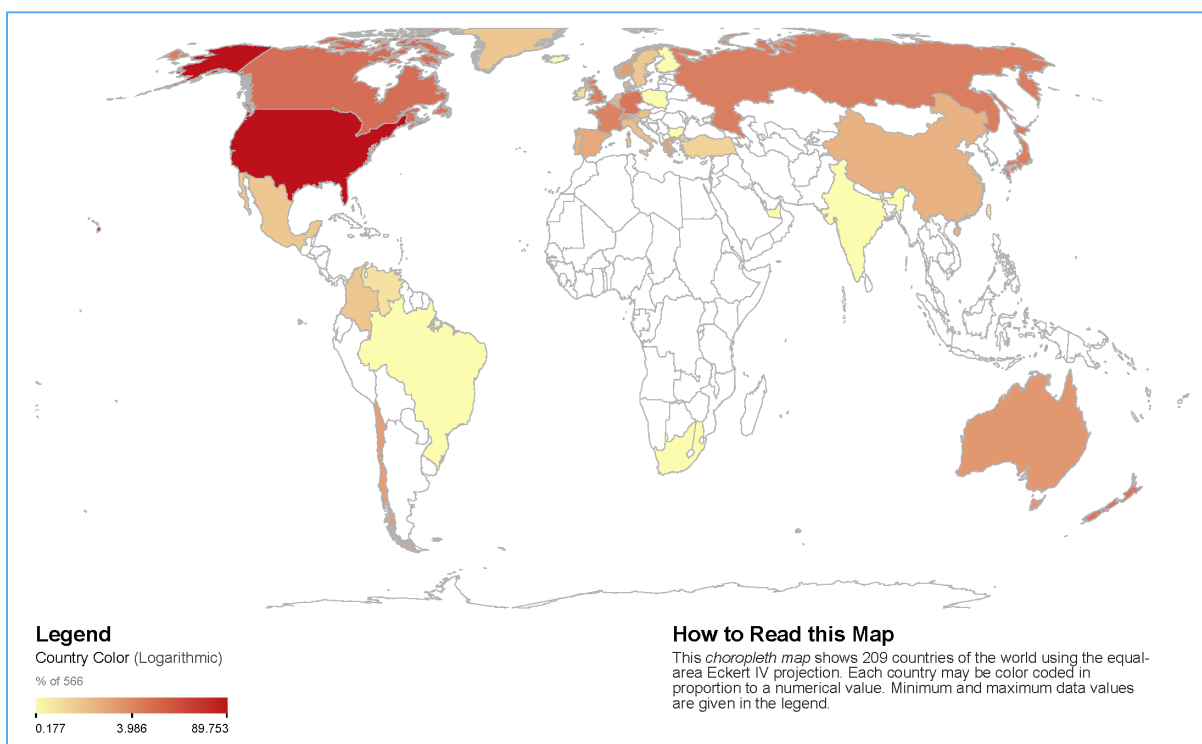 Legend
Country Color (Logarithmic)
% of 566
0.177 3.986 89.753
How to Read this Map
This choropleth map shows 209 countries of the world using the equal-
area Eckert IV projection. Each country may be color coded in
proportion to a numerical value. Minimum and maximum data values
are given in the legend.